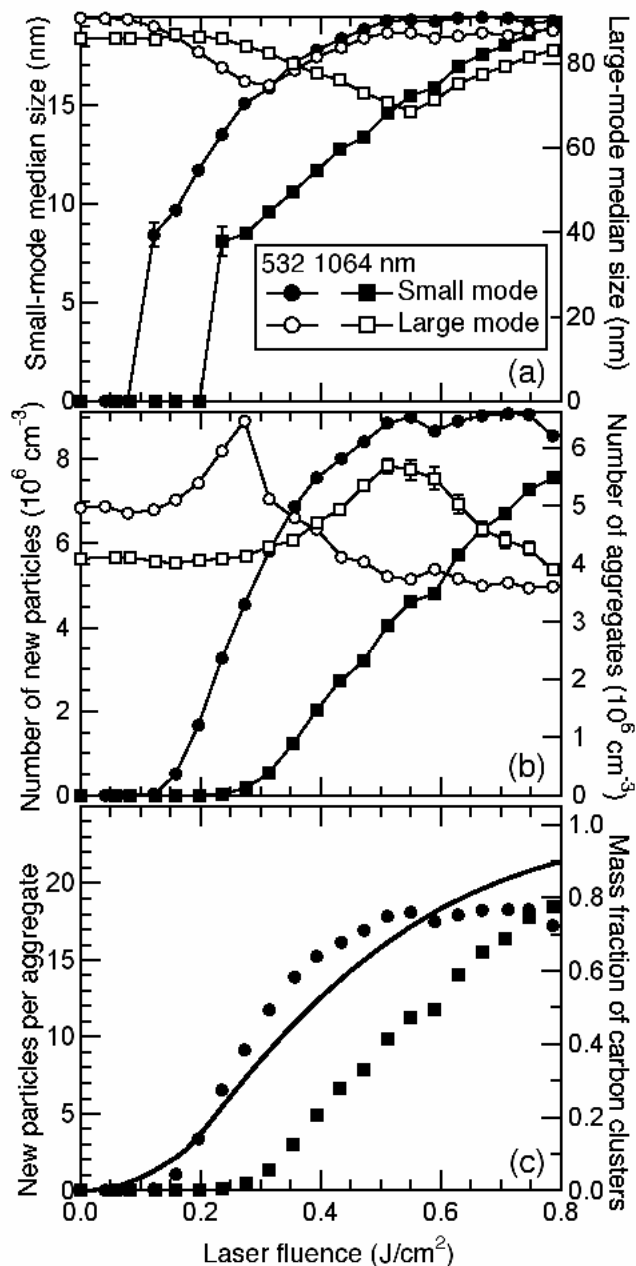 Small-mode median size (nm)
15
10
5
0
80
60
40
20
0
Large-mode median size (nm)
532 1064 nm
Small mode
Large mode
(a)
Number of new particles (10⁶ cm⁻³)
8
6
4
2
0
6
5
4
3
2
1
0
Number of aggregates (10⁶ cm⁻³)
(b)
New particles per aggregate
20
15
10
5
0
1.0
0.8
0.6
0.4
0.2
0.0
Mass fraction of carbon clusters
(c)
0.0 0.2 0.4 0.6 0.8
Laser fluence (J/cm²)